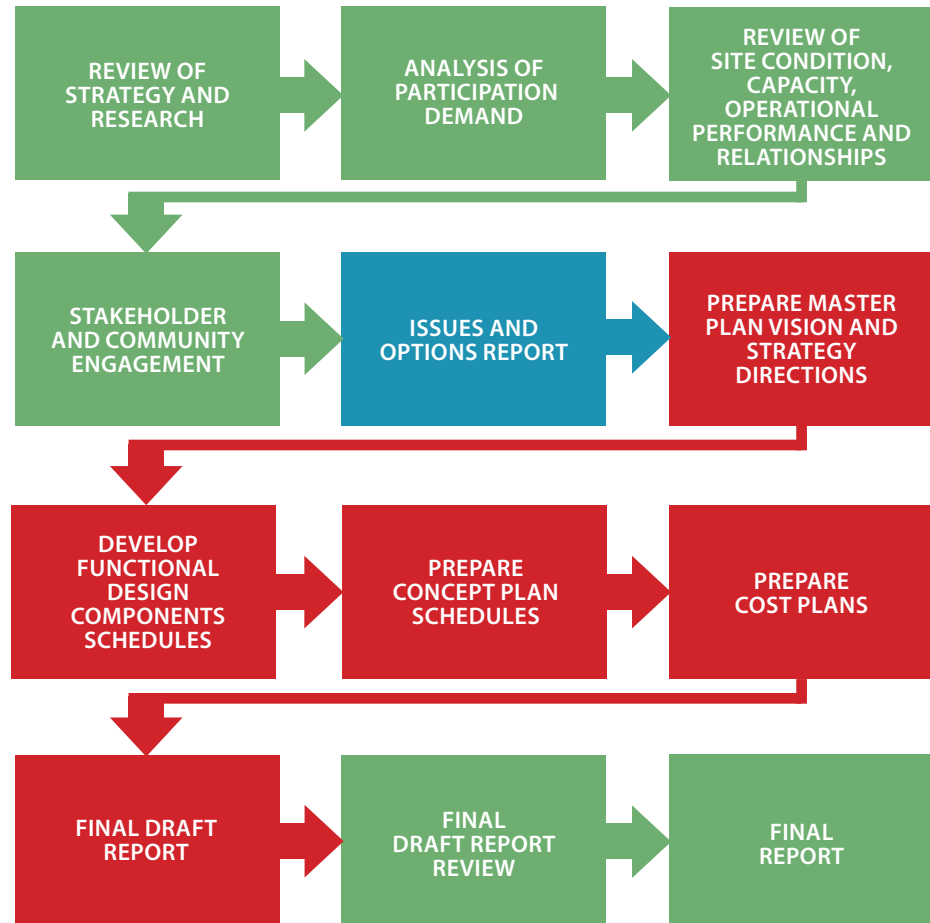 REVIEW OF
STRATEGY AND
RESEARCH
ANALYSIS OF
PARTICIPATION
DEMAND
REVIEW OF
SITE CONDITION,
CAPACITY,
OPERATIONAL
PERFORMANCE AND
RELATIONSHIPS
STAKEHOLDER
AND COMMUNITY
ENGAGEMENT
ISSUES AND
OPTIONS REPORT
PREPARE MASTER
PLAN VISION AND
STRATEGY
DIRECTIONS
DEVELOP
FUNCTIONAL
DESIGN
COMPONENTS
SCHEDULES
PREPARE
CONCEPT PLAN
SCHEDULES
PREPARE
COST PLANS
FINAL DRAFT
REPORT
FINAL
DRAFT REPORT
REVIEW
FINAL
REPORT